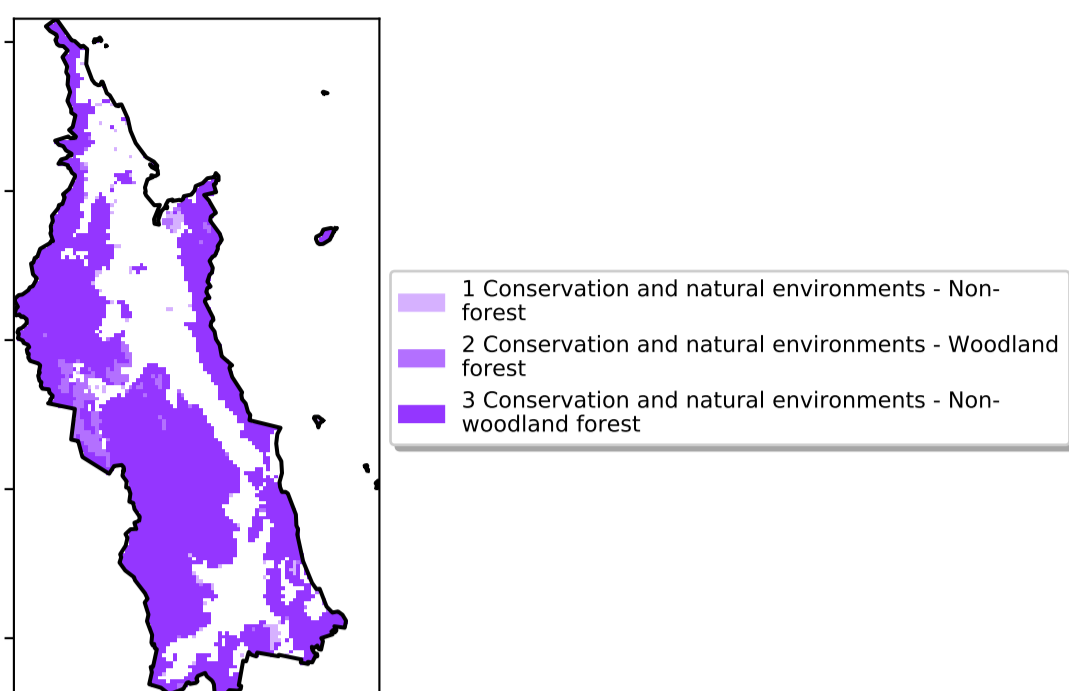 1 Conservation and natural environments - Non-
forest
2 Conservation and natural environments - Woodland
forest
3 Conservation and natural environments - Non-
woodland forest